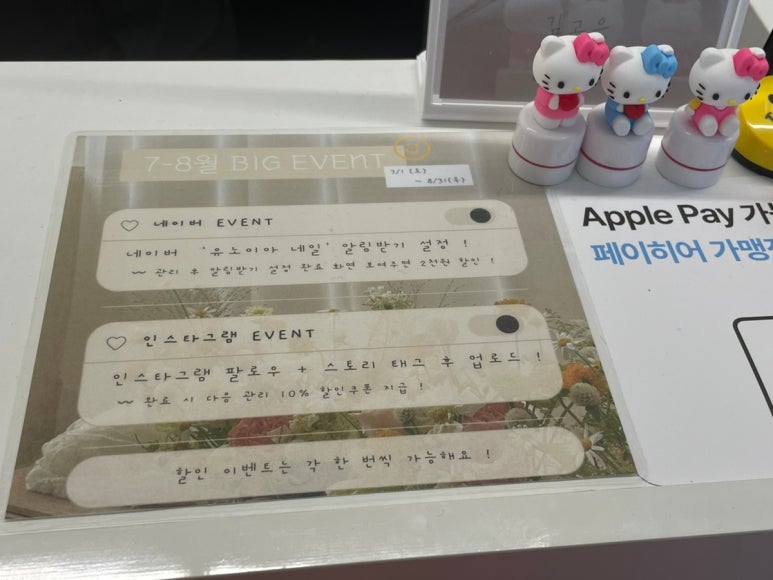 김고우
7-8월 BIG EVENT
7/1 (토)
~ 8/31(목)
네이버 EVENT
네이버 '유노이아 네일' 알림받기 설정 !
~ 관리 후 알림받기 설정 완료 화면 보여주면 2천원 할인 !
인스타그램 EVENT
인스타그램 팔로우 + 스토리 태그 후 업로드 !
~ 완료 시 다음 관리 10% 할인쿠폰 지급 !
할인 이벤트는 각 한 번씩 가능해요 !
Apple Pay
페이히어